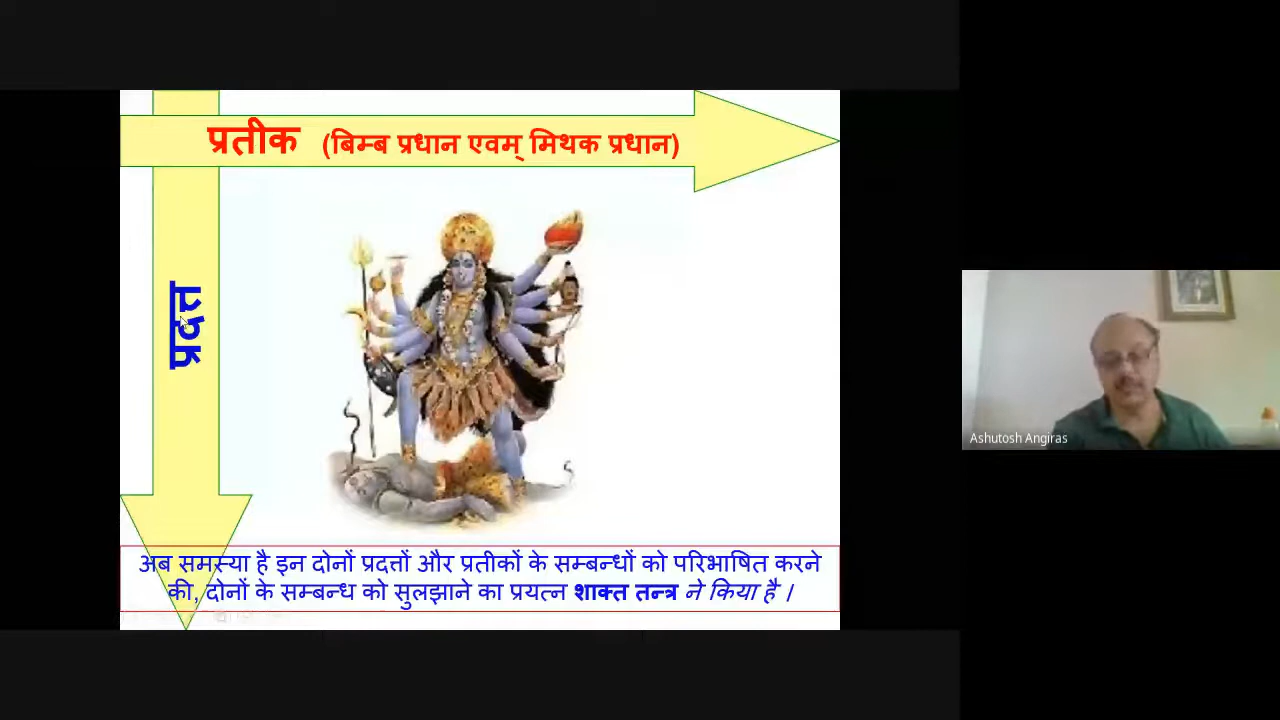 प्रतीक (बिम्ब प्रधान एवम् मिथक प्रधान)
प्रदत्त
अब समस्या है इन दोनों प्रदत्तों और प्रतीकों के सम्बन्धों को परिभाषित करने
की, दोनों के सम्बन्ध को सुलझाने का प्रयत्न शाक्त तन्त्र ने किया है ।
Ashutosh Angiras